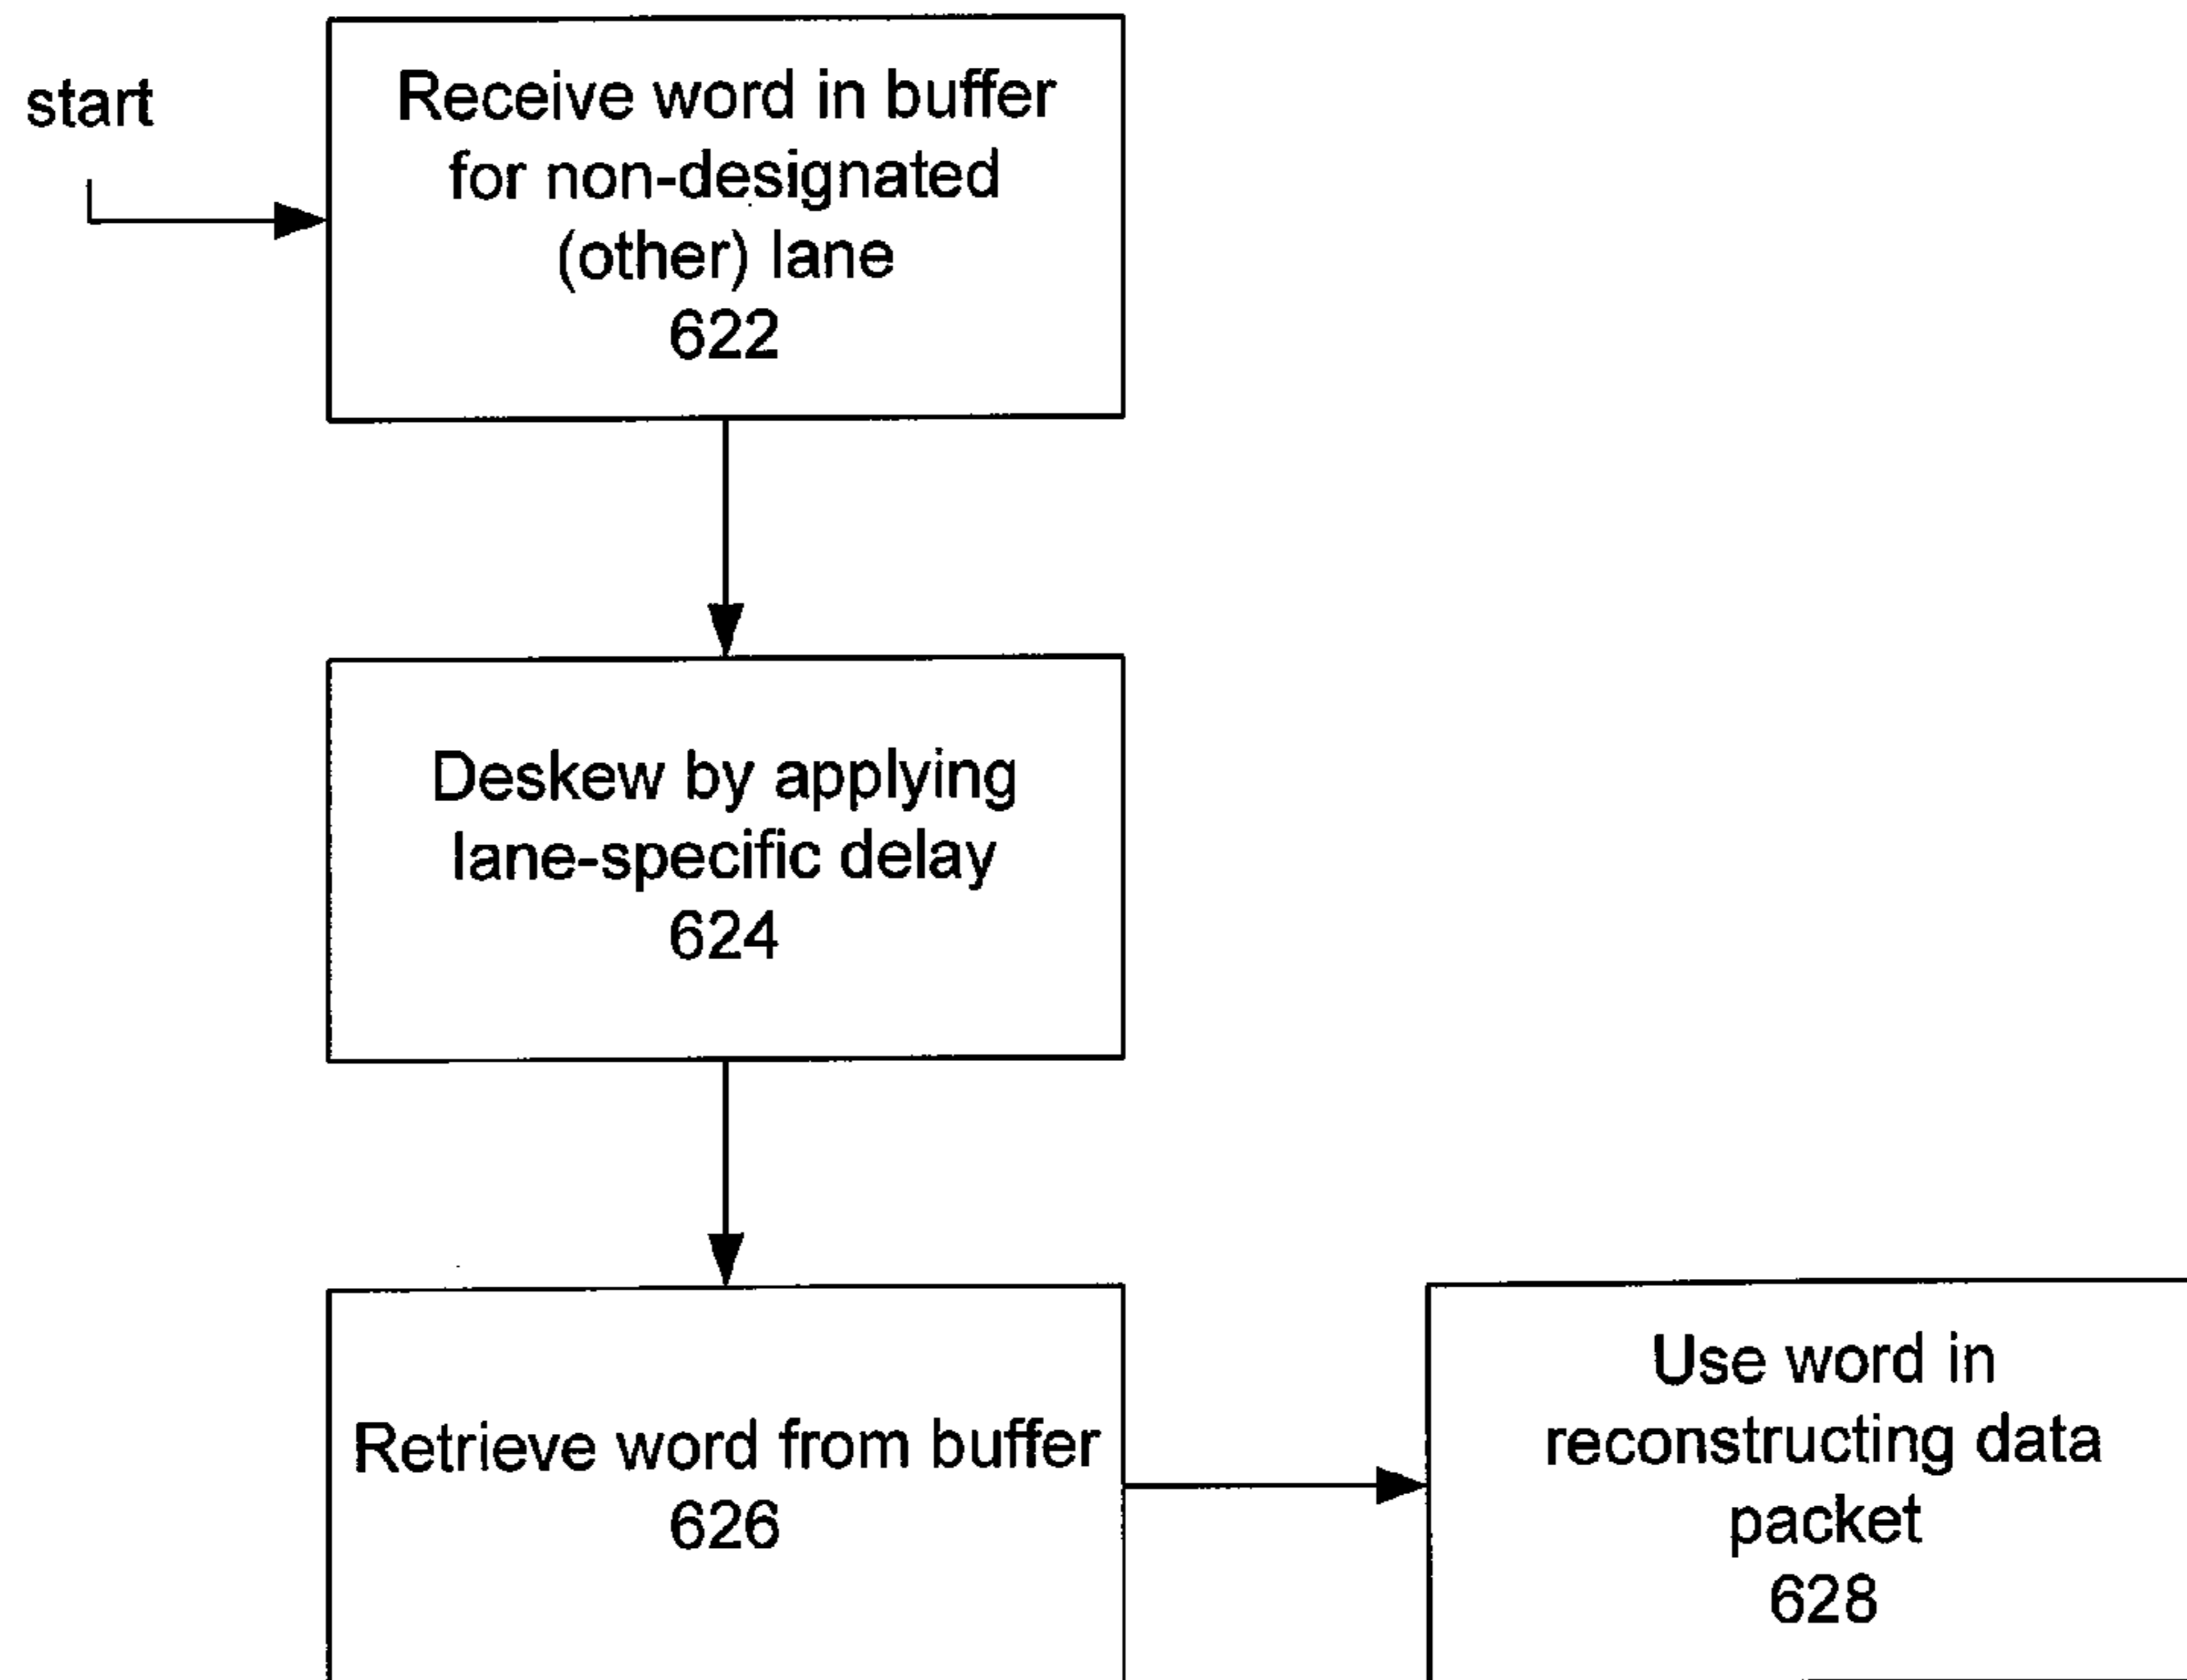 start
Receive word in buffer
for non-designated
(other) lane
622
Deskew by applying
lane-specific delay
624
Retrieve word from buffer
626
Use word in
reconstructing data
packet
628